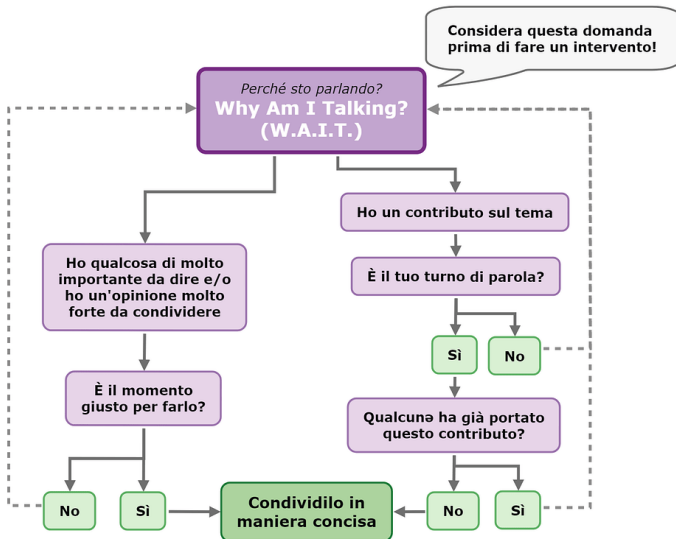 Considera questa domanda
prima di fare un intervento!
Perché sto parlando?
Why Am I Talking?
(W.A.I.T.)
Ho un contributo sul tema
È il tuo turno di parola?
Sì
No
Qualcunə ha già portato
questo contributo?
No
Sì
Ho qualcosa di molto
importante da dire e/o
ho un'opinione molto
forte da condividere
È il momento
giusto per farlo?
No
Sì
Condividilo in
maniera concisa